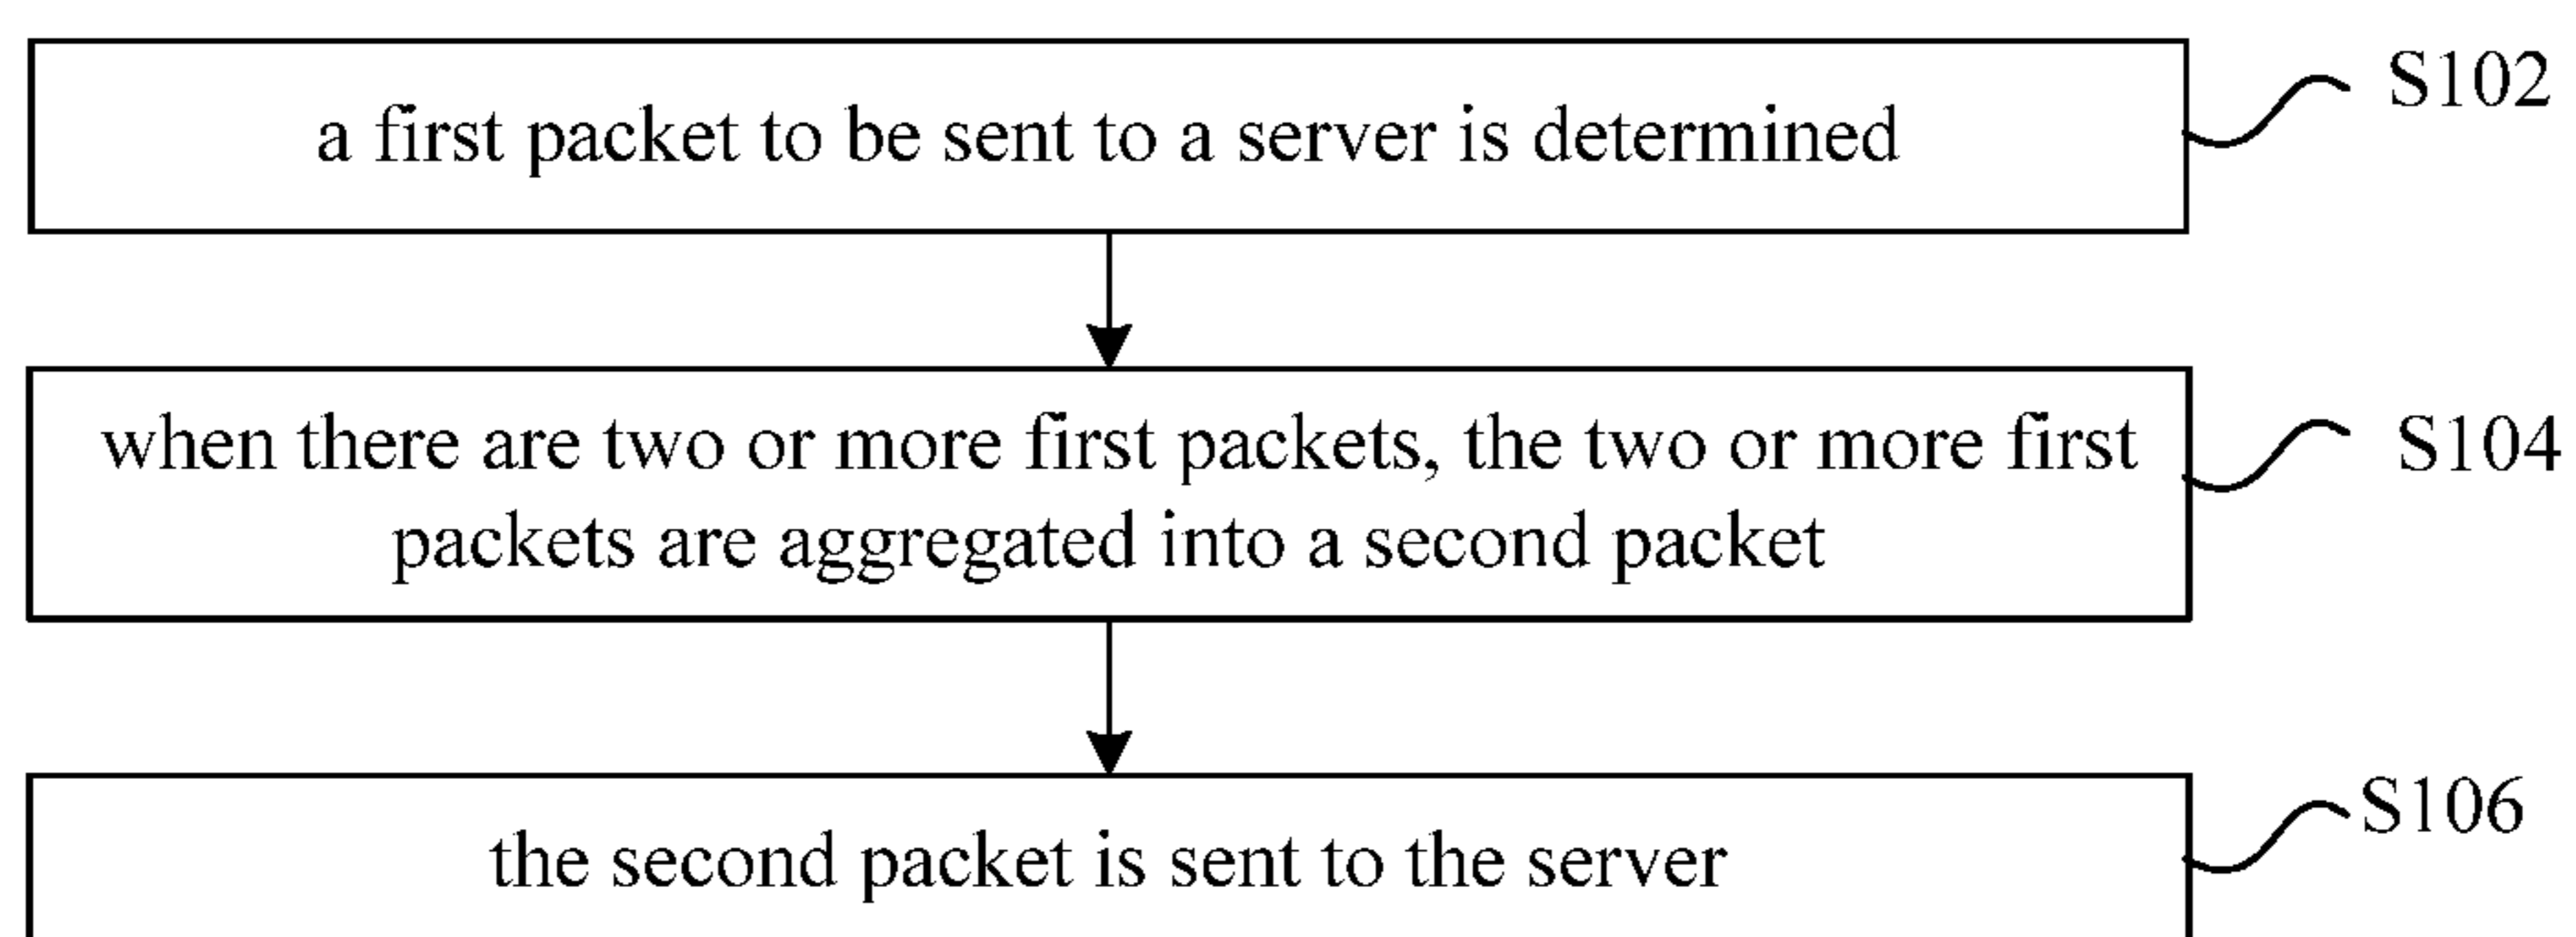 a first packet to be sent to a server is determined
S102
when there are two or more first packets, the two or more first
packets are aggregated into a second packet
S104
the second packet is sent to the server
S106